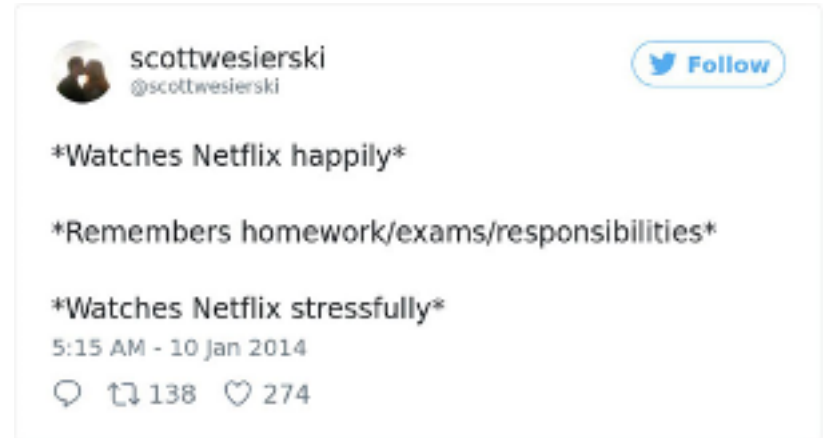 scottwesierski
@scottwesierski
Follow
*Watches Netflix happily*
*Remembers homework/exams/responsibilities*
*Watches Netflix stressfully*
5:15 AM - 10 Jan 2014
138 274